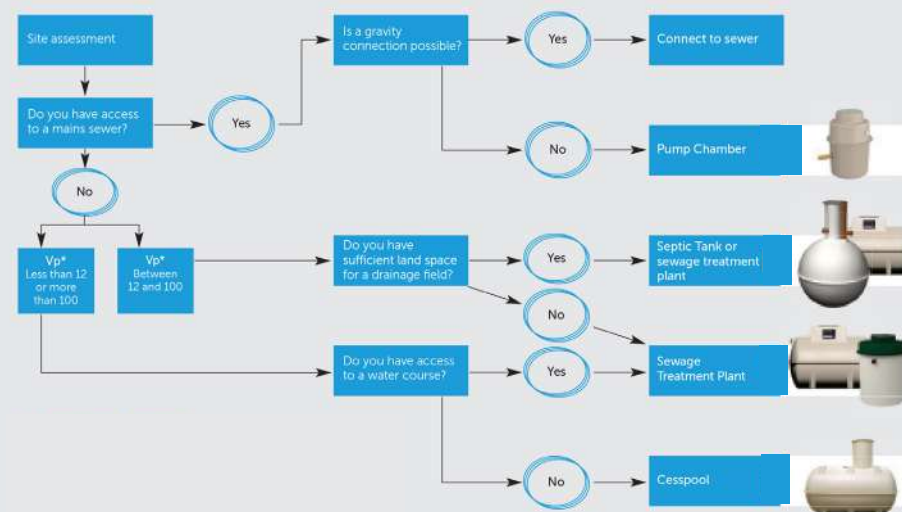 Site assessment
Is a gravity
connection possible?
Yes
Connect to sewer
Do you have access
to a mains sewer?
Yes
No
Pump Chamber
No
Vp*
Less than 12
or more
than 100
Vp*
Between
12 and 100
Do you have
sufficient land space
for a drainage field?
Yes
Septic Tank or
sewage treatment
plant
No
Do you have access
to a water course?
Yes
Sewage
Treatment Plant
No
Cesspool